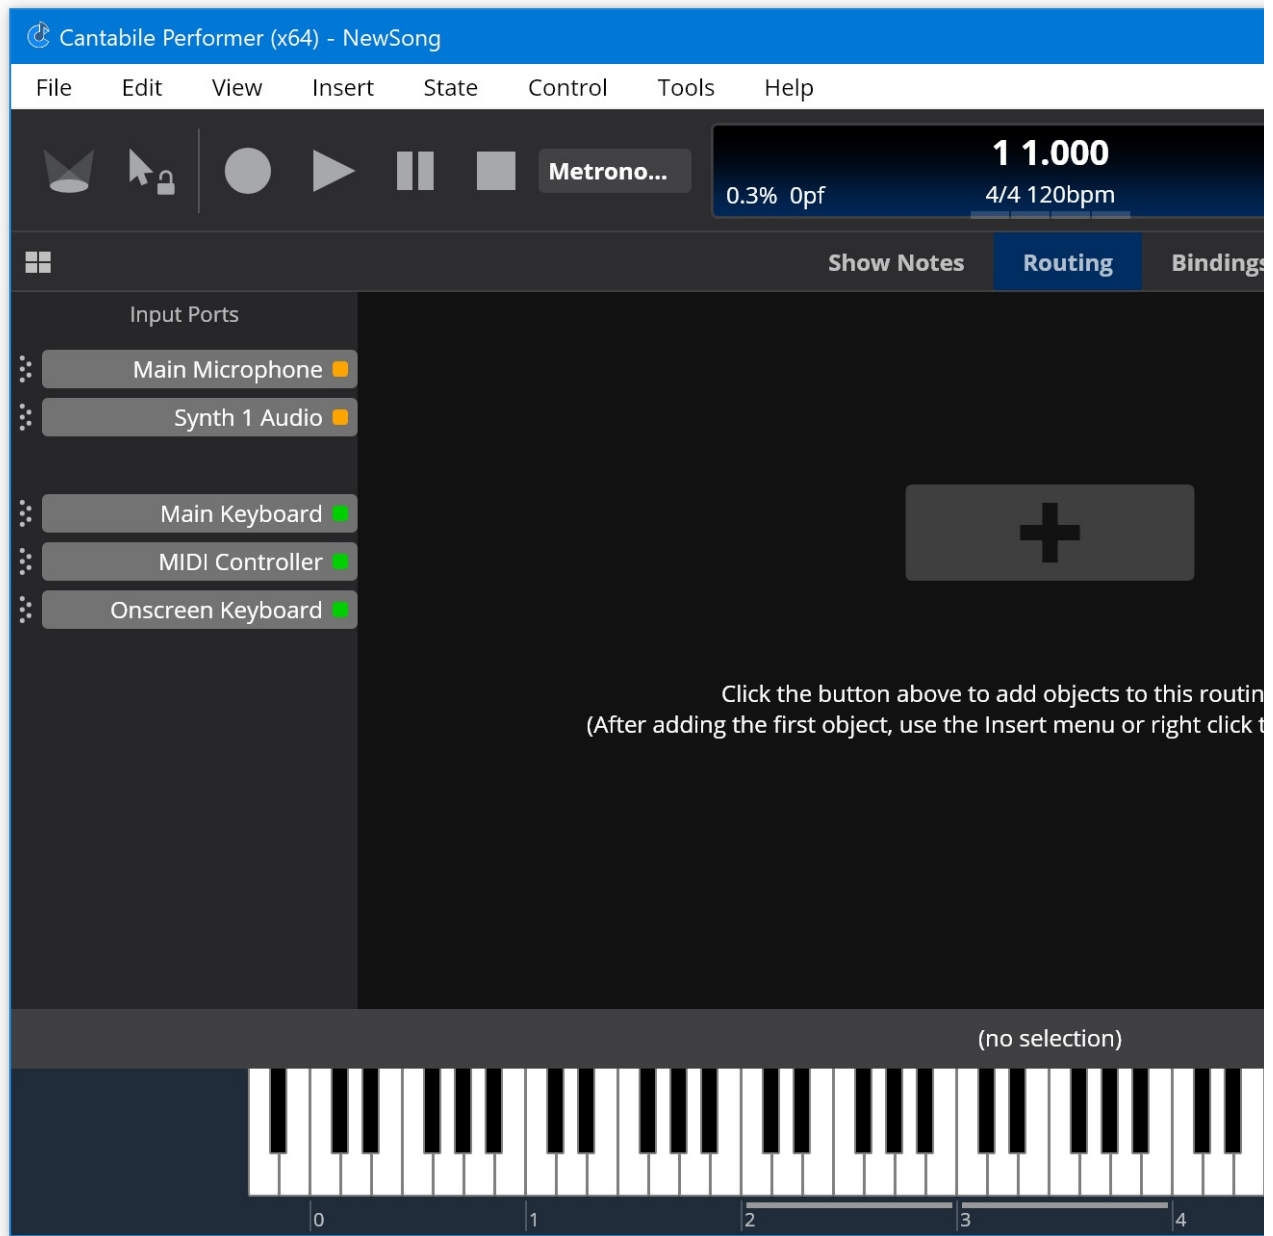 Cantabile Performer (x64) - NewSong
File Edit View Insert State Control Tools Help
Metrono...
1 1.000
0.3% 0pf
4/4 120bpm
Show Notes Routing Bindings
Input Ports
Main Microphone
Synth 1 Audio
Main Keyboard
MIDI Controller
Onscreen Keyboard
Click the button above to add objects to this routin
(After adding the first object, use the Insert menu or right click t
(no selection)
0 1 2 3 4